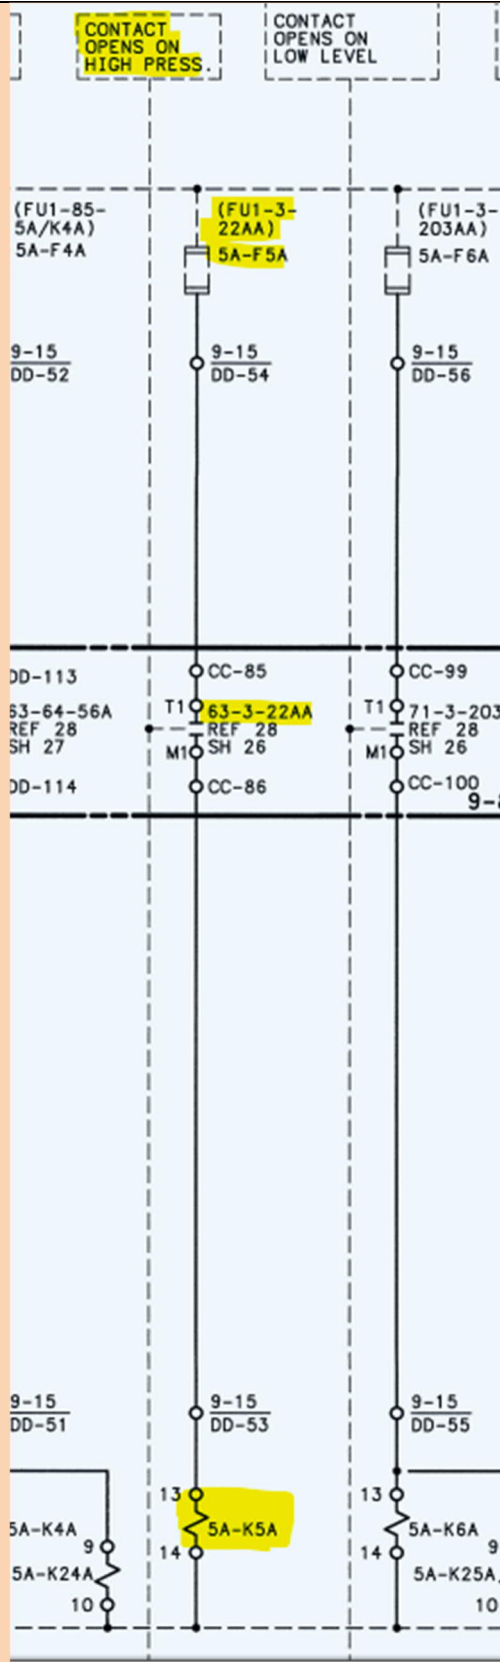 CONTACT
OPENS ON
HIGH PRESS.
CONTACT
OPENS ON
LOW LEVEL
(FU1-85-
5A/K4A)
5A-F4A
(FU1-3-
22AA)
5A-F5A
(FU1-3-
203AA)
5A-F6A
9-15
DD-52
9-15
DD-54
9-15
DD-56
DD-113
63-64-56A
REF 28
SH 27
DD-114
CC-85
T1
63-3-22AA
REF 28
M1
SH 26
CC-86
CC-99
T1
71-3-203
REF 28
M1
SH 26
CC-100
9-
9-15
DD-51
9-15
DD-53
9-15
DD-55
5A-K4A
9
5A-K24A
10
13
5A-K5A
14
13
5A-K6A
14
9
5A-K25A
10